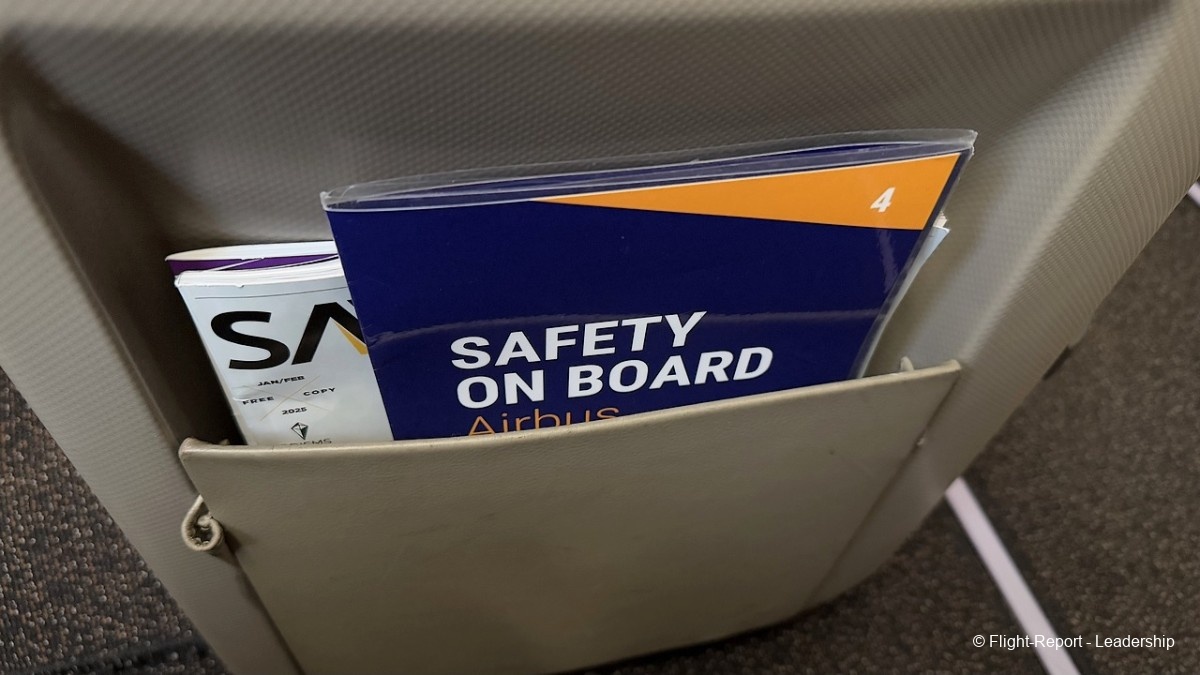 4
SAFETY
ON BOARD
Airbus
SA
JAN/FEB
FREE COPY
2025
© Flight-Report - Leadership